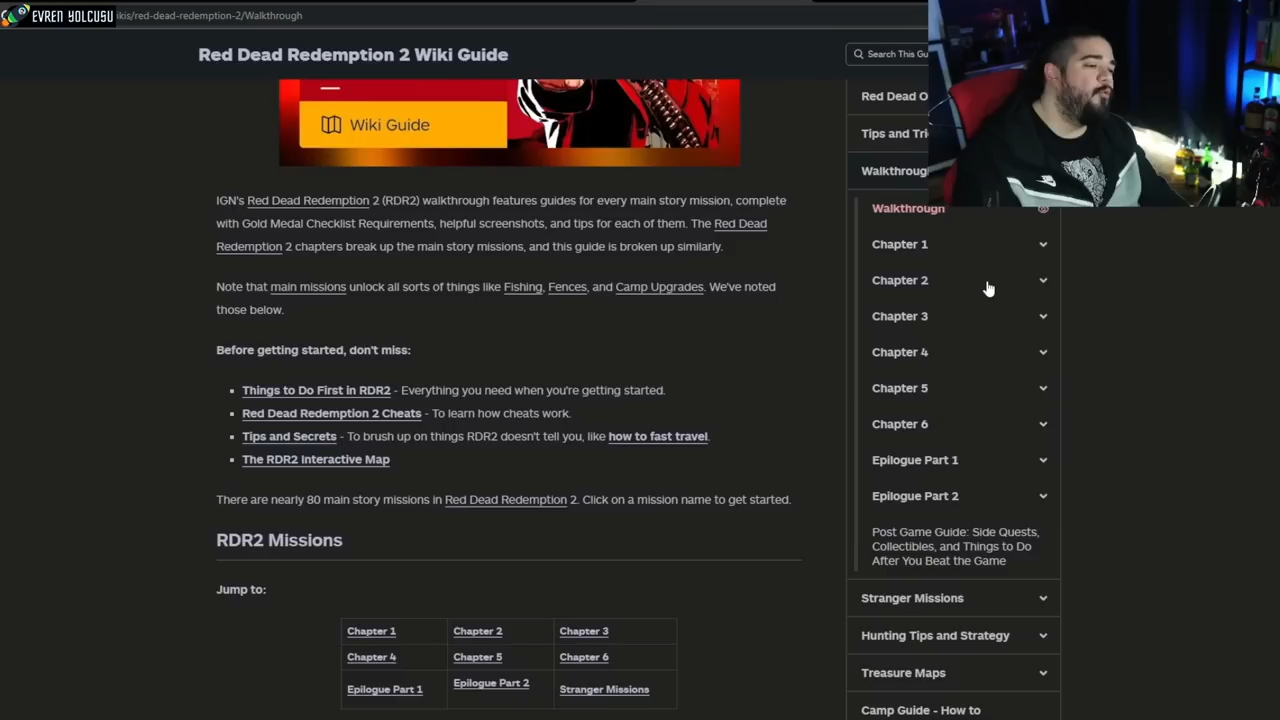 EVREN YOLCUSU
ikis/red-dead-redemption-2/Walkthrough
Red Dead Redemption 2 Wiki Guide
Search This Gu
Wiki Guide
IGN's Red Dead Redemption 2 (RDR2) walkthrough features guides for every main story mission, complete
with Gold Medal Checklist Requirements, helpful screenshots, and tips for each of them. The Red Dead
Redemption 2 chapters break up the main story missions, and this guide is broken up similarly.
Note that main missions unlock all sorts of things like Fishing, Fences, and Camp Upgrades. We've noted
those below.
Before getting started, don't miss:
Things to Do First in RDR2 - Everything you need when you're getting started.
Red Dead Redemption 2 Cheats - To learn how cheats work.
Tips and Secrets - To brush up on things RDR2 doesn't tell you, like how to fast travel.
The RDR2 Interactive Map
There are nearly 80 main story missions in Red Dead Redemption 2. Click on a mission name to get started.
RDR2 Missions
Jump to:
Chapter 1 Chapter 2 Chapter 3
Chapter 4 Chapter 5 Chapter 6
Epilogue Part 1 Epilogue Part 2 Stranger Missions
Red Dead O
Tips and Tri
Walkthroug
Walkthrough
Chapter 1
Chapter 2
Chapter 3
Chapter 4
Chapter 5
Chapter 6
Epilogue Part 1
Epilogue Part 2
Post Game Guide: Side Quests,
Collectibles, and Things to Do
After You Beat the Game
Stranger Missions
Hunting Tips and Strategy
Treasure Maps
Camp Guide - How to